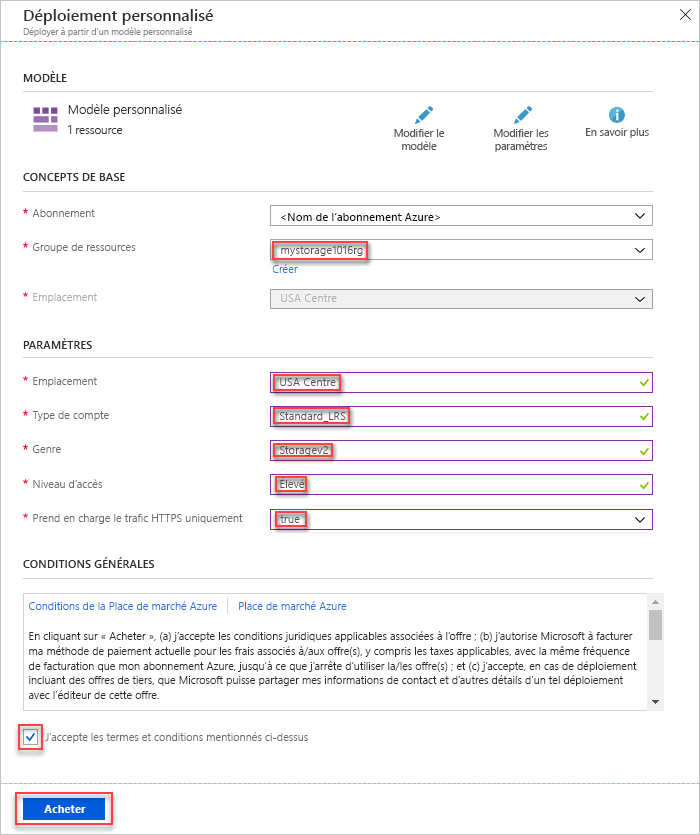 Déploiement personnalisé
Déployer à partir d'un modèle personnalisé
MODÈLE
Modèle personnalisé
1 ressource
Modifier le
modèle
Modifier les
paramètres
En savoir plus
CONCEPTS DE BASE
* Abonnement
<Nom de l'abonnement Azure>
* Groupe de ressources
mystorage1016rg
Créer
* Emplacement
USA Centre
PARAMÈTRES
* Emplacement
USA Centre
* Type de compte
Standard_LRS
* Genre
Storagev2
* Niveau d'accès
Élevé
* Prend en charge le trafic HTTPS uniquement
true
CONDITIONS GÉNÉRALES
Conditions de la Place de marché Azure | Place de marché Azure
En cliquant sur « Acheter », (a) j'accepte les conditions juridiques applicables associées à l'offre ; (b) j'autorise Microsoft à facturer
ma méthode de paiement actuelle pour les frais associés à/aux offre(s), y compris les taxes applicables, avec la même fréquence
de facturation que mon abonnement Azure, jusqu'à ce que j'arrête d'utiliser la/les offre(s) ; et (c) j'accepte, en cas de déploiement
incluant des offres de tiers, que Microsoft puisse partager mes informations de contact et d'autres détails d'un tel déploiement
avec l'éditeur de cette offre.
J'accepte les termes et conditions mentionnés ci-dessus
Acheter